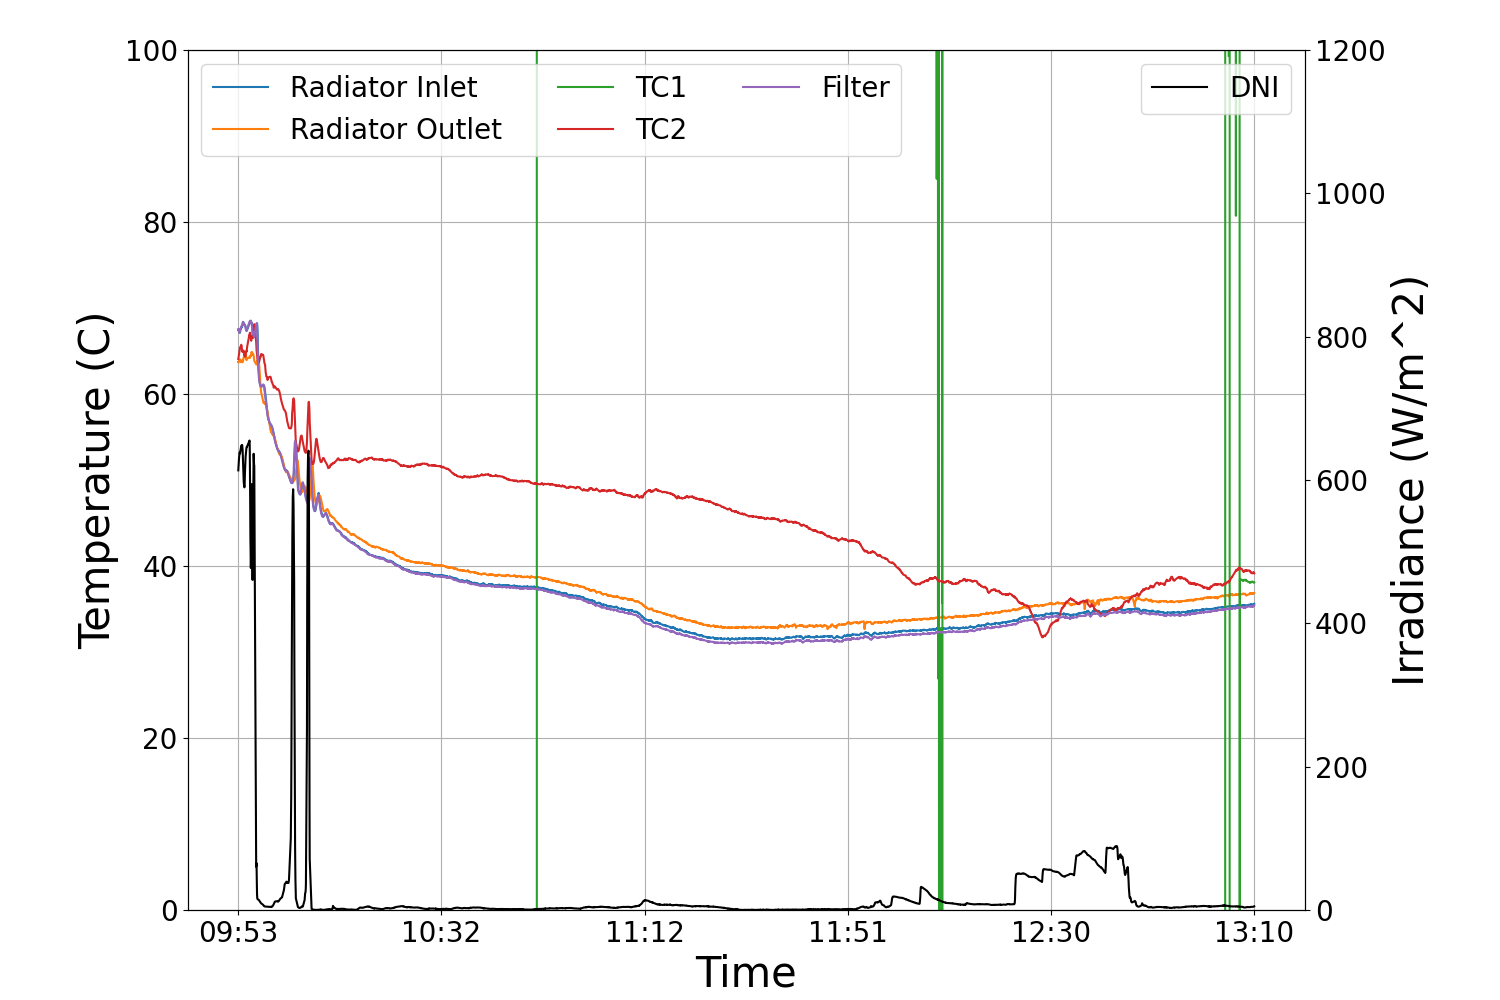 100
80
60
40
20
0
Temperature (C)
Radiator Inlet
Radiator Outlet
TC1
TC2
Filter
DNI
1200
1000
800
600
400
200
0
Irradiance (W/m^2)
09:53 10:32 11:12 11:51 12:30 13:10
Time